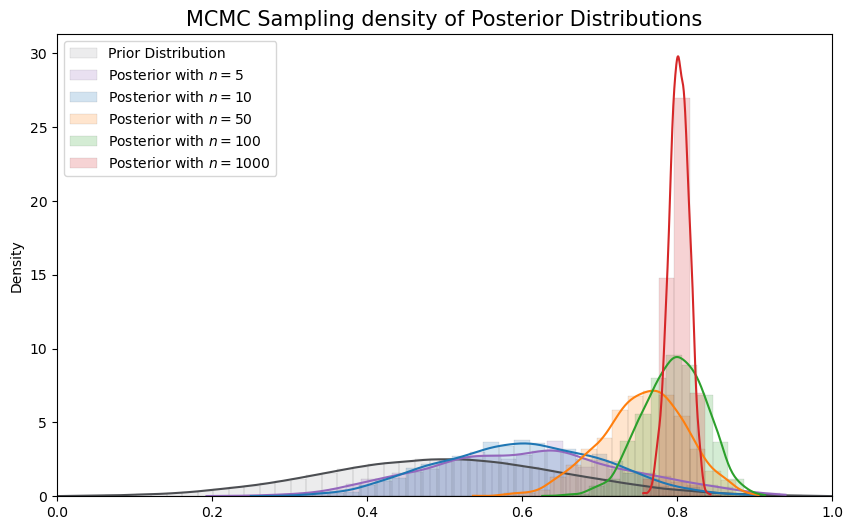 MCMC Sampling density of Posterior Distributions
30
25
20
15
10
5
0
Density
Prior Distribution
Posterior with n = 5
Posterior with n = 10
Posterior with n = 50
Posterior with n = 100
Posterior with n = 1000
0.0 0.2 0.4 0.6 0.8 1.0